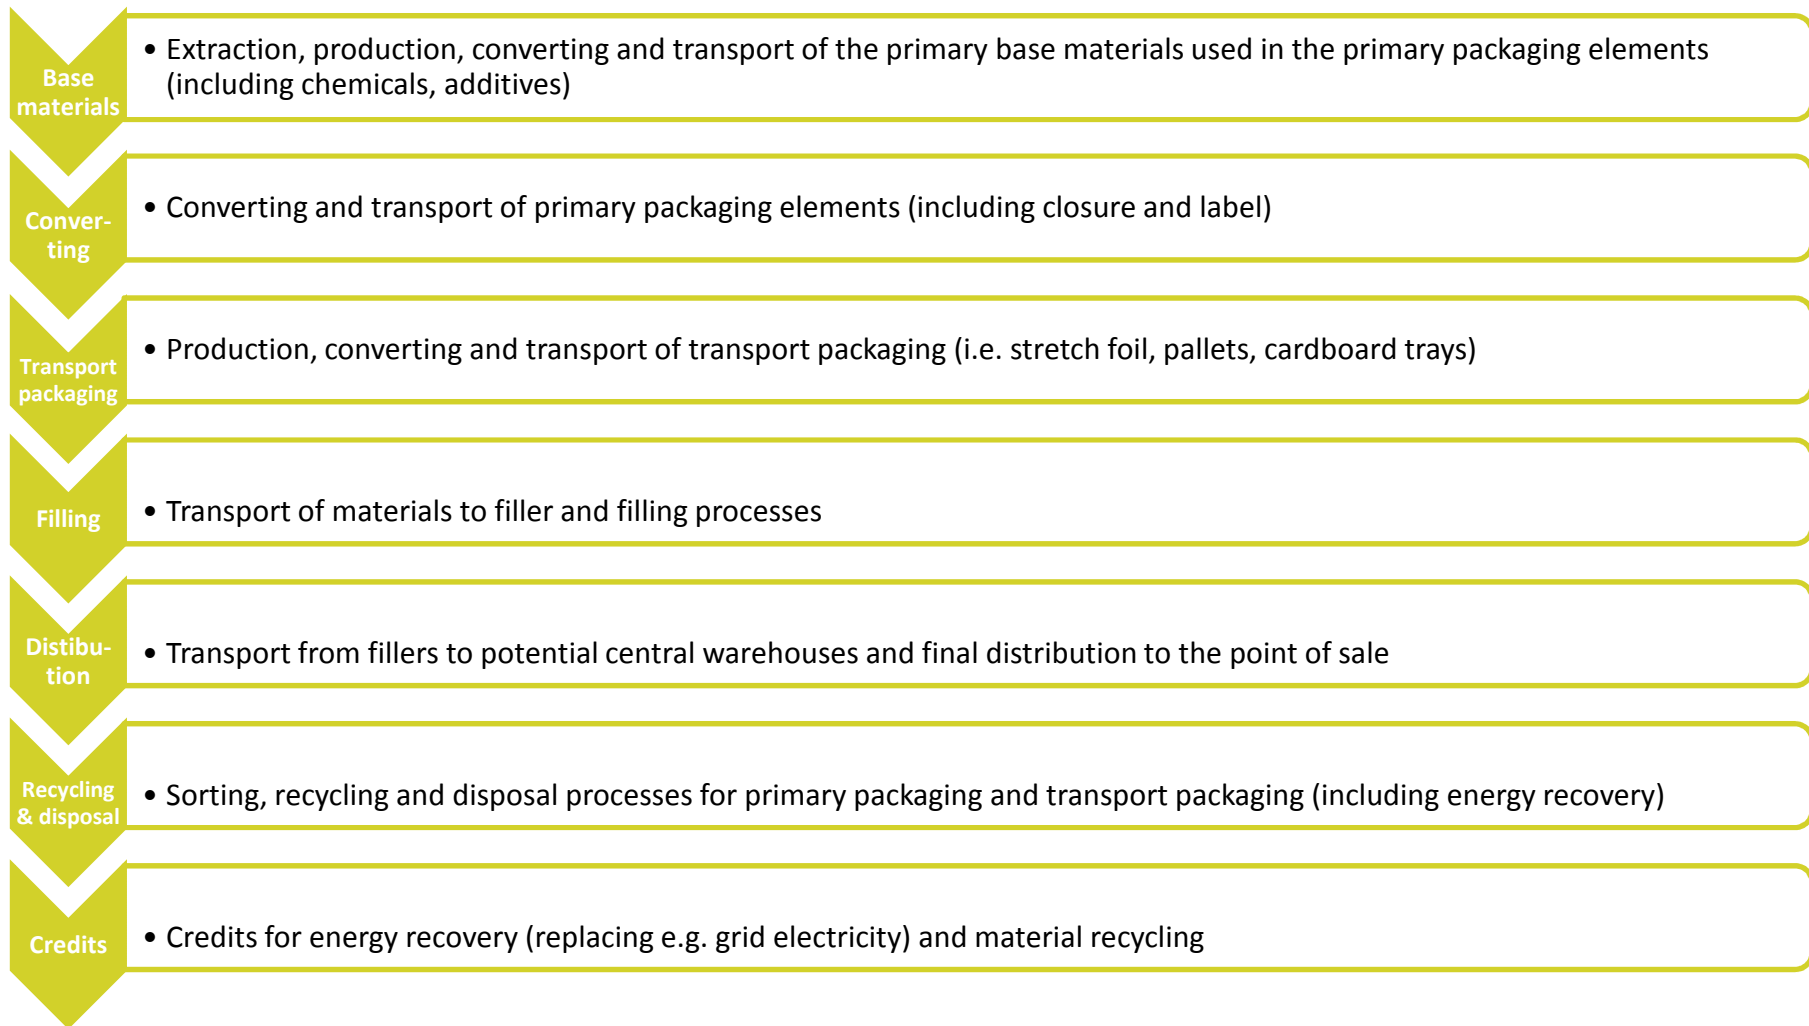 Base
materials
• Extraction, production, converting and transport of the primary base materials used in the primary packaging elements
(including chemicals, additives)
Conver-
ting
• Converting and transport of primary packaging elements (including closure and label)
Transport
packaging
• Production, converting and transport of transport packaging (i.e. stretch foil, pallets, cardboard trays)
Filling
• Transport of materials to filler and filling processes
Distibu-
tion
• Transport from fillers to potential central warehouses and final distribution to the point of sale
Recycling
& disposal
• Sorting, recycling and disposal processes for primary packaging and transport packaging (including energy recovery)
Credits
• Credits for energy recovery (replacing e.g. grid electricity) and material recycling